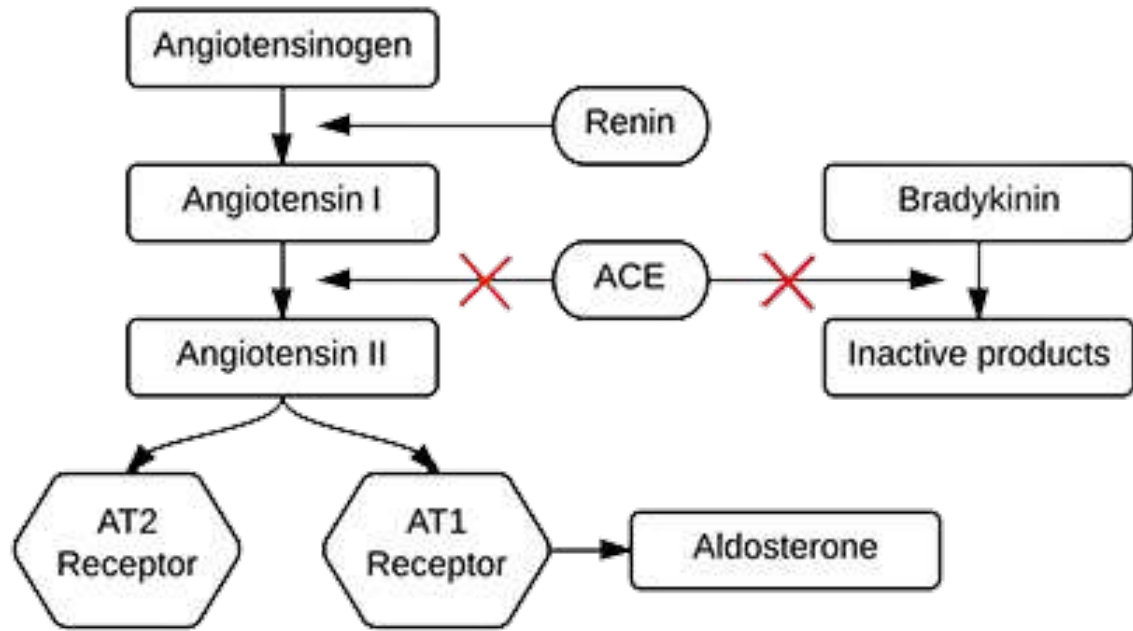 Angiotensinogen
Renin
Angiotensin I
Bradykinin
ACE
Angiotensin II
Inactive products
AT2
Receptor
AT1
Receptor
Aldosterone